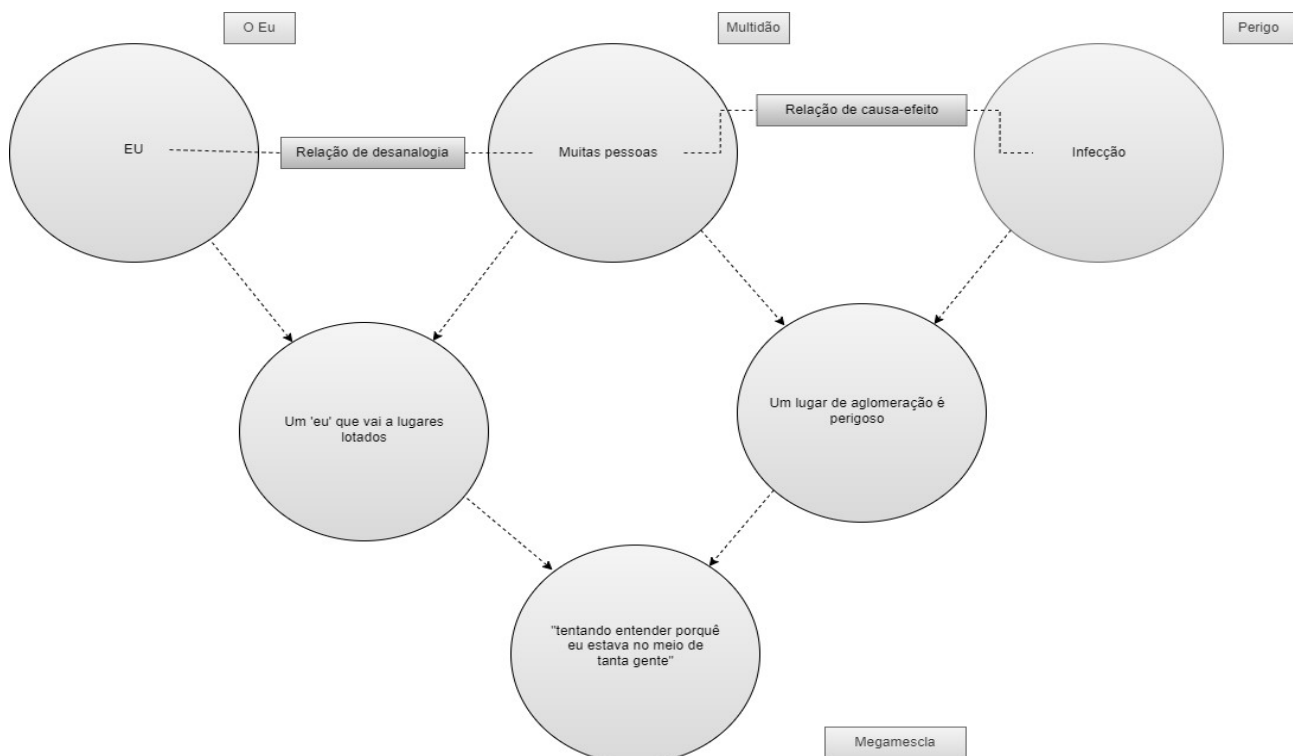 O Eu
Multidão
Perigo
Relação de causa-efeito
EU
Relação de desanalogia
Muitas pessoas
Infecção
Um lugar de aglomeração é
perigoso
Um 'eu' que vai a lugares
lotados
"tentando entender porquê
eu estava no meio de
tanta gente"
Megamescla